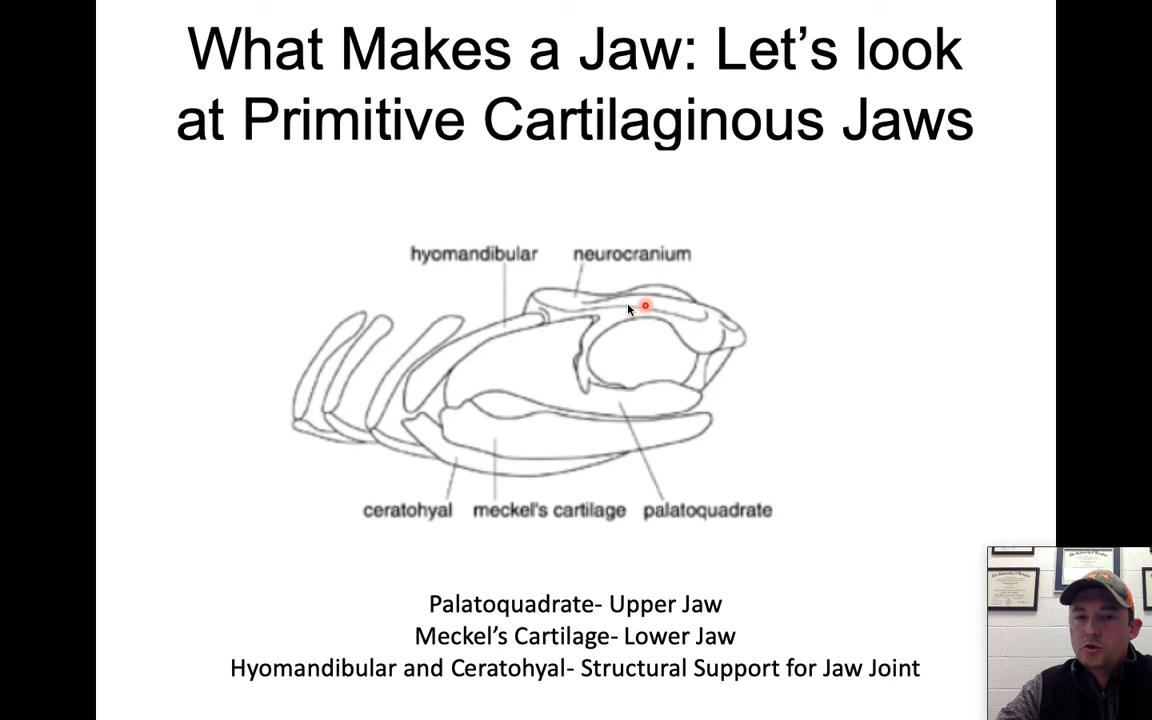 What Makes a Jaw: Let's look
at Primitive Cartilaginous Jaws
hyomandibular
neurocranium
ceratohyal
meckel's cartilage
palatoquadrate
Palatoquadrate- Upper Jaw
Meckel's Cartilage- Lower Jaw
Hyomandibular and Ceratohyal- Structural Support for Jaw Joint